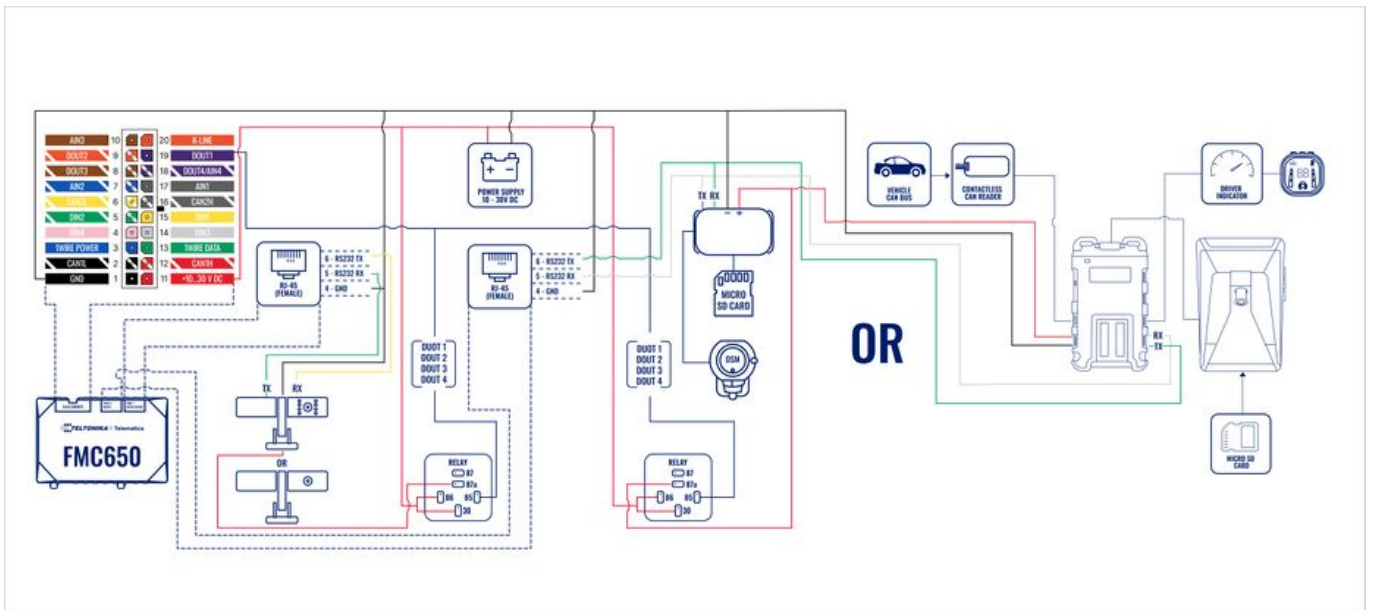 AIN3 10 20 K-LINE
DOUT2 9 19 DOUT1
DOUT3 8 18 DOUT4/AIN4
AIN2 7 17 AIN1
6 16 CAN2H
DIN2 5 15
DIN4 4 14 DIN3
1WIRE POWER 3 13 1WIRE DATA
CAN1L 2 12 CAN1H
GND 1 11 +10...30 V DC
POWER SUPPLY
10 - 30V DC
6 - RS232 TX
5 - RS232 RX
4 - GND
RJ-45
(FEMALE)
6 - RS232 TX
5 - RS232 RX
4 - GND
RJ-45
(FEMALE)
TX RX
MICRO
SD CARD
DSM
VEHICLE
CAN BUS
CONTACTLESS
CAN READER
DRIVER
INDICATOR
OR
RX
TX
MICRO SD
CARD
DUOT 1
DOUT 2
DOUT 3
DOUT 4
DUOT 1
DOUT 2
DOUT 3
DOUT 4
TX RX
OR
TELTONIKA | Telematics
FMC650
RELAY
87
87a
86 85
30
RELAY
87
87a
86 85
30